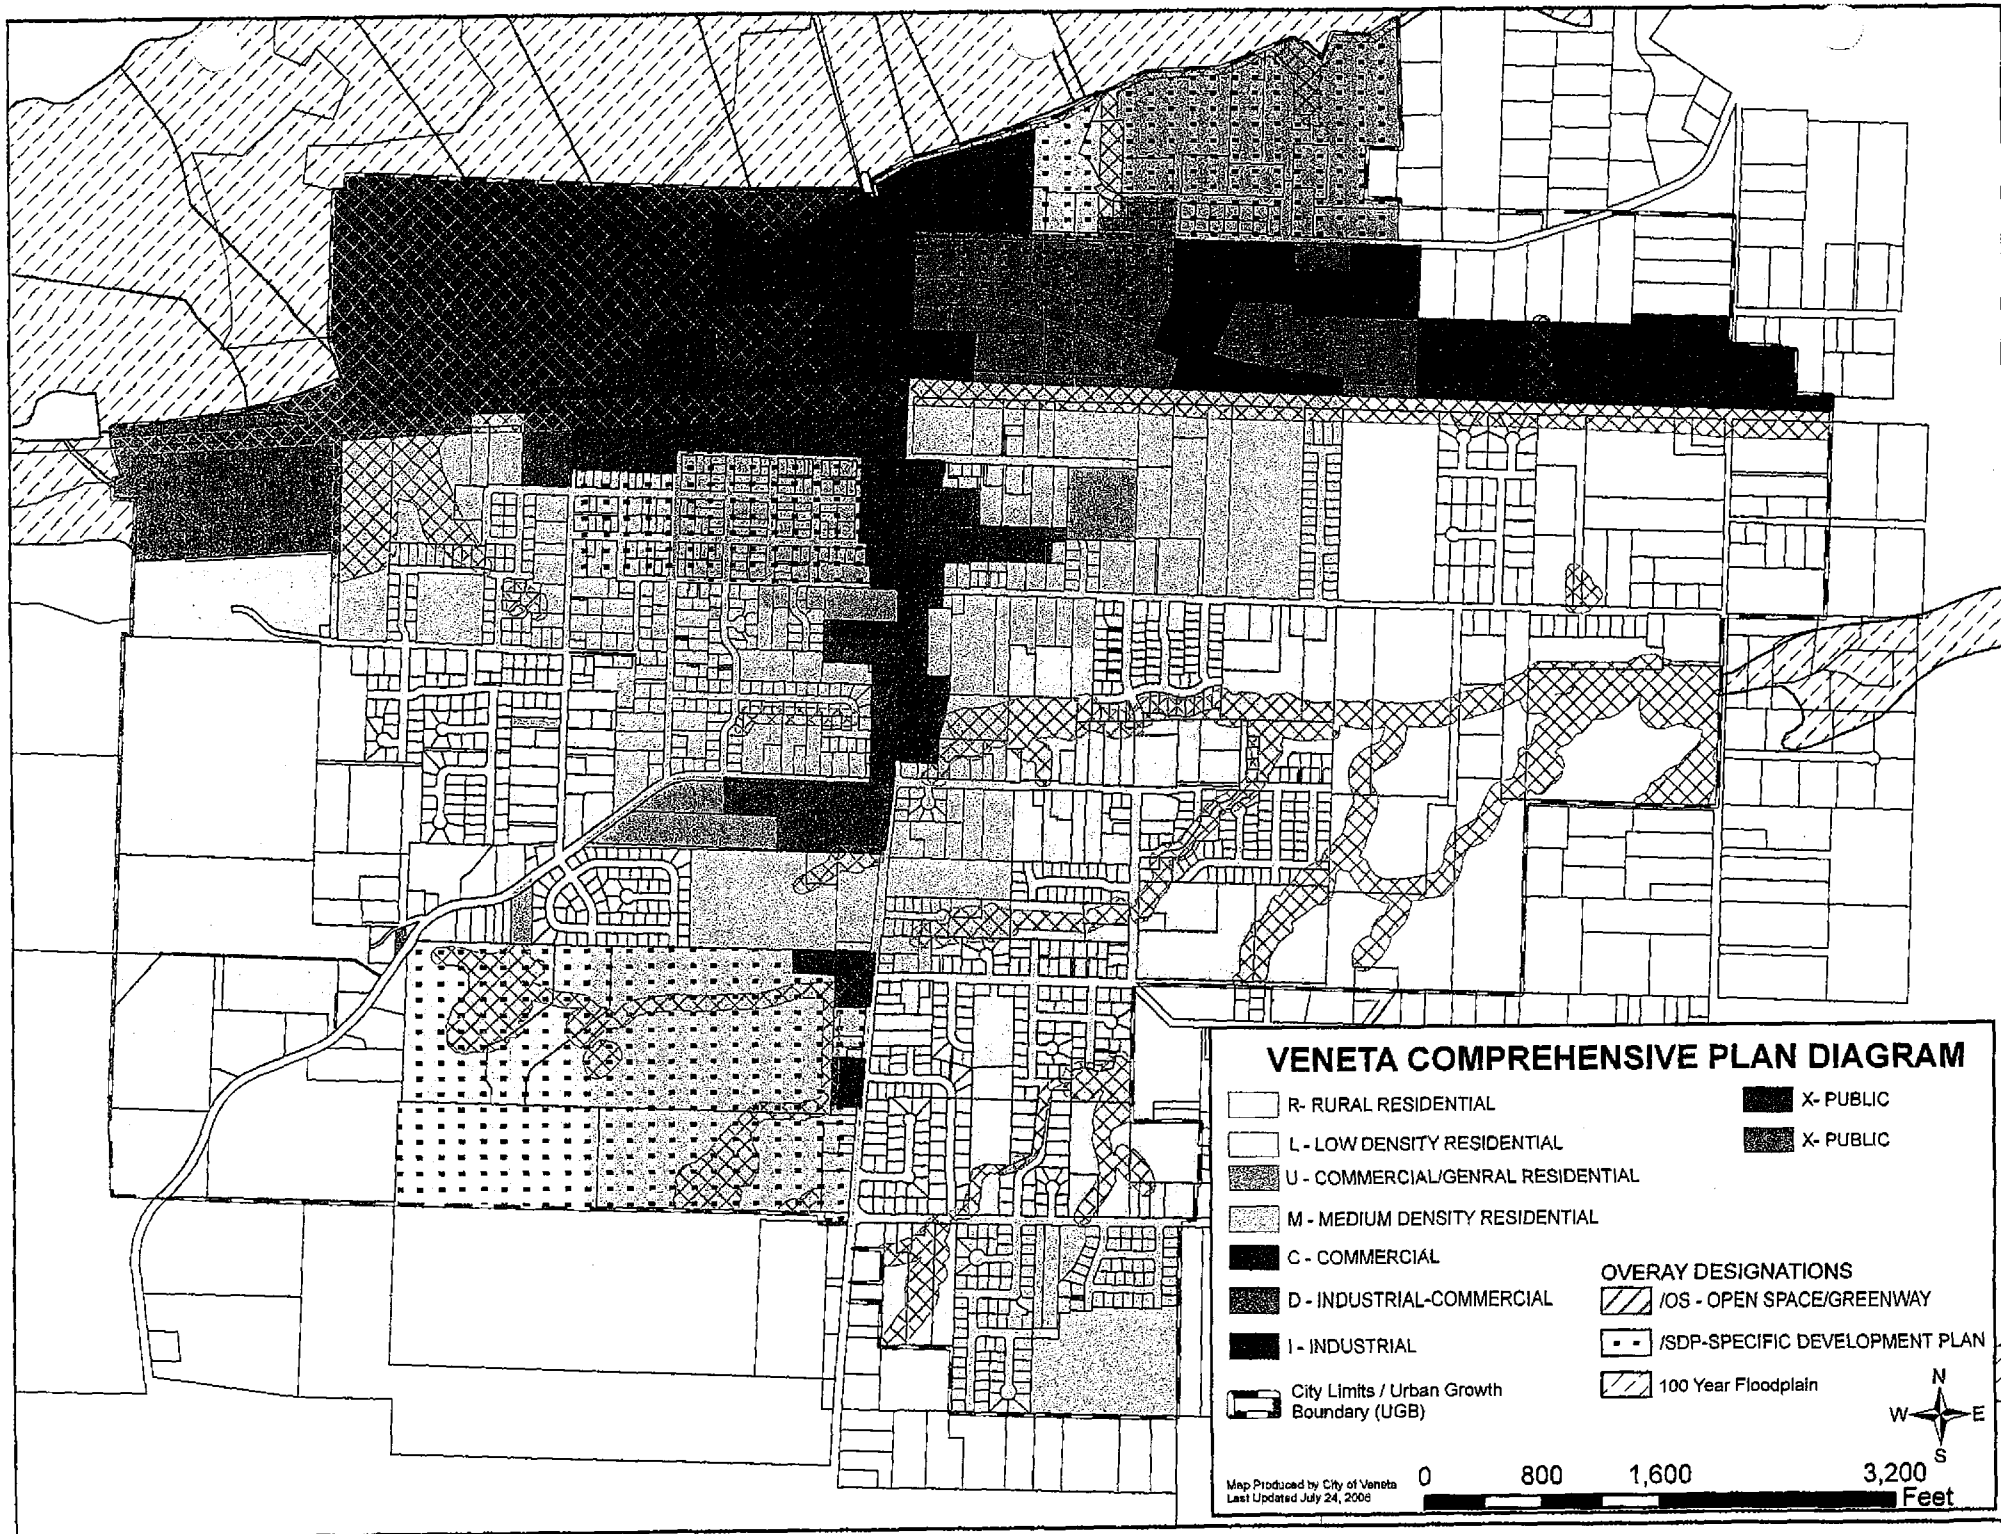 VENETA COMPREHENSIVE PLAN DIAGRAM
R- RURAL RESIDENTIAL
L - LOW DENSITY RESIDENTIAL
U - COMMERCIAL/GENRAL RESIDENTIAL
M - MEDIUM DENSITY RESIDENTIAL
C - COMMERCIAL
D - INDUSTRIAL-COMMERCIAL
I - INDUSTRIAL
City Limits / Urban Growth
Boundary (UGB)
X- PUBLIC
X- PUBLIC
OVERAY DESIGNATIONS
/OS - OPEN SPACE/GREENWAY
/SDP-SPECIFIC DEVELOPMENT PLAN
100 Year Floodplain
N
W E
S
Map Produced by City of Veneta
Last Updated July 24, 2006
0 800 1,600 3,200
Feet